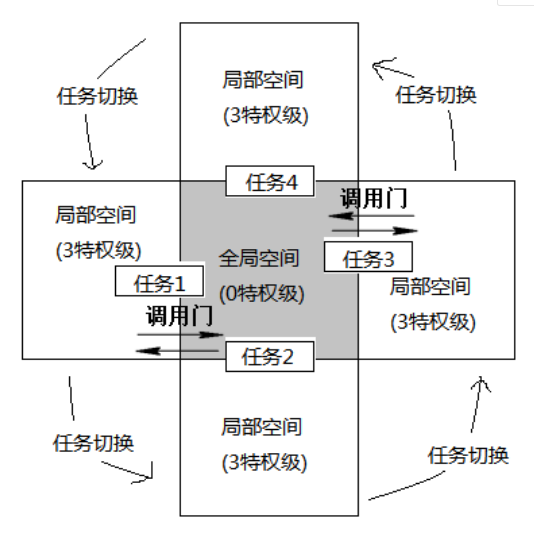 局部空间
(3特权级)
任务切换
任务切换
任务4
调用门
局部空间
(3特权级)
全局空间
(0特权级)
任务3
任务1
局部空间
(3特权级)
调用门
任务2
局部空间
(3特权级)
任务切换
任务切换